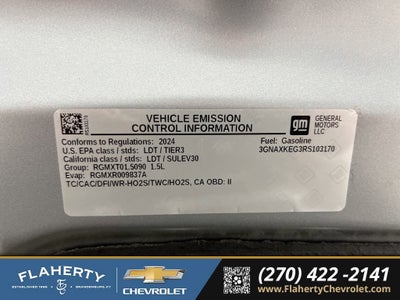 VEHICLE EMISSION
CONTROL INFORMATION
gm
GENERAL
MOTORS
LLC
Conforms to Regulations: 2024
Fuel: Gasoline
U.S. EPA class / stds: LDT / TIER3
3GNAXKEG3RS103170
California class / stds: LDT / SULEV30
Group: RGMXT01.5090 1.5L
Evap: RGMXR009837A
TC/CAC/DFI/WR-HO2S/TWC/HO2S, CA OBD: II
FLAHERTY
CHEVROLET
(270) 422-2141
FlahertyChevrolet.com